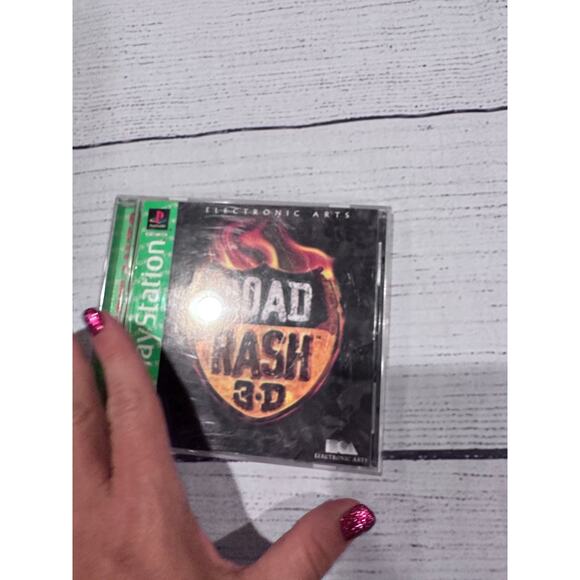 ELECTRONIC ARTS
PlayStation
ROAD
RASH
3·D
ELECTRONIC ARTS